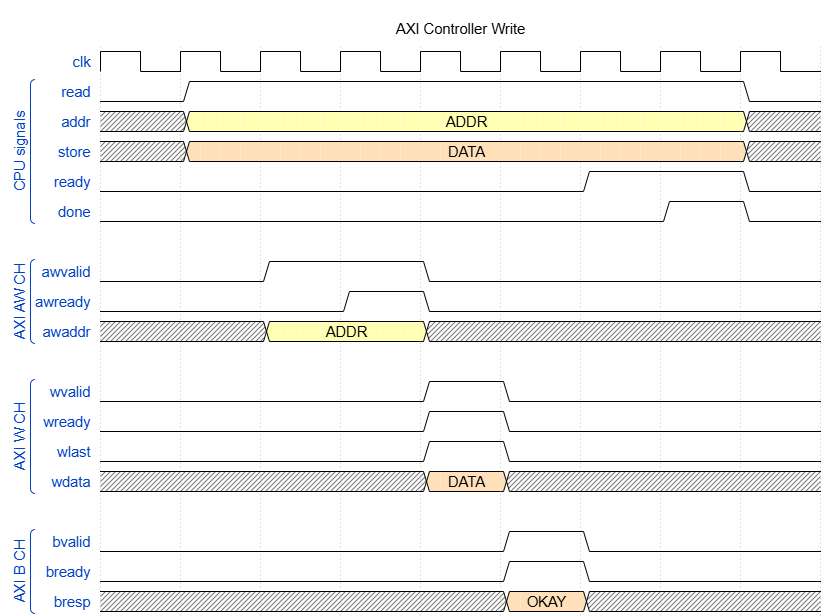 AXI Controller Write
clk
CPU signals
read
addr ADDR
store DATA
ready
done
AXI AW CH
awvalid
awready
awaddr ADDR
AXI W CH
wvalid
wready
wlast
wdata DATA
AXI B CH
bvalid
bready
bresp OKAY